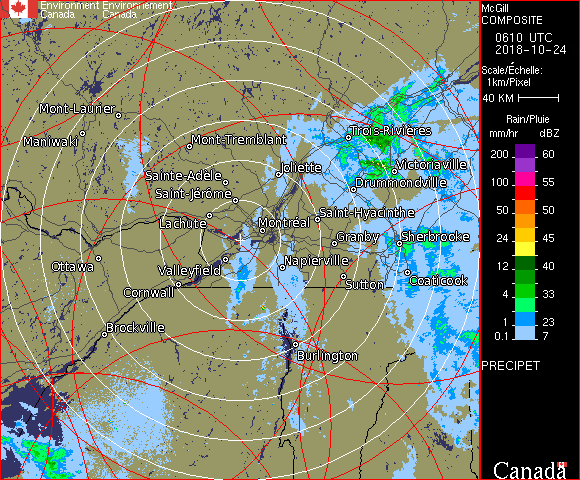 Environment Environnement
Canada Canada
McGill
COMPOSITE
0610 UTC
2018-10-24
Scale/Échelle:
1km/Pixel
40 KM
Rain/Pluie
mm/hr dBZ
200 60
100 55
50 50
24 45
12 40
4 33
1 23
0.1 7
PRECIPET
Canada
Mont-Laurier
Maniwaki
Mont-Tremblant
Trois-Rivières
Joliette
Victoriaville
Sainte-Adèle
Drummondville
Saint-Jérôme
Saint-Hyacinthe
Lachute
Montréal
Granby
Sherbrooke
Ottawa
Valleyfield
Napierville
Coaticook
Cornwall
Sutton
Brockville
Burlington